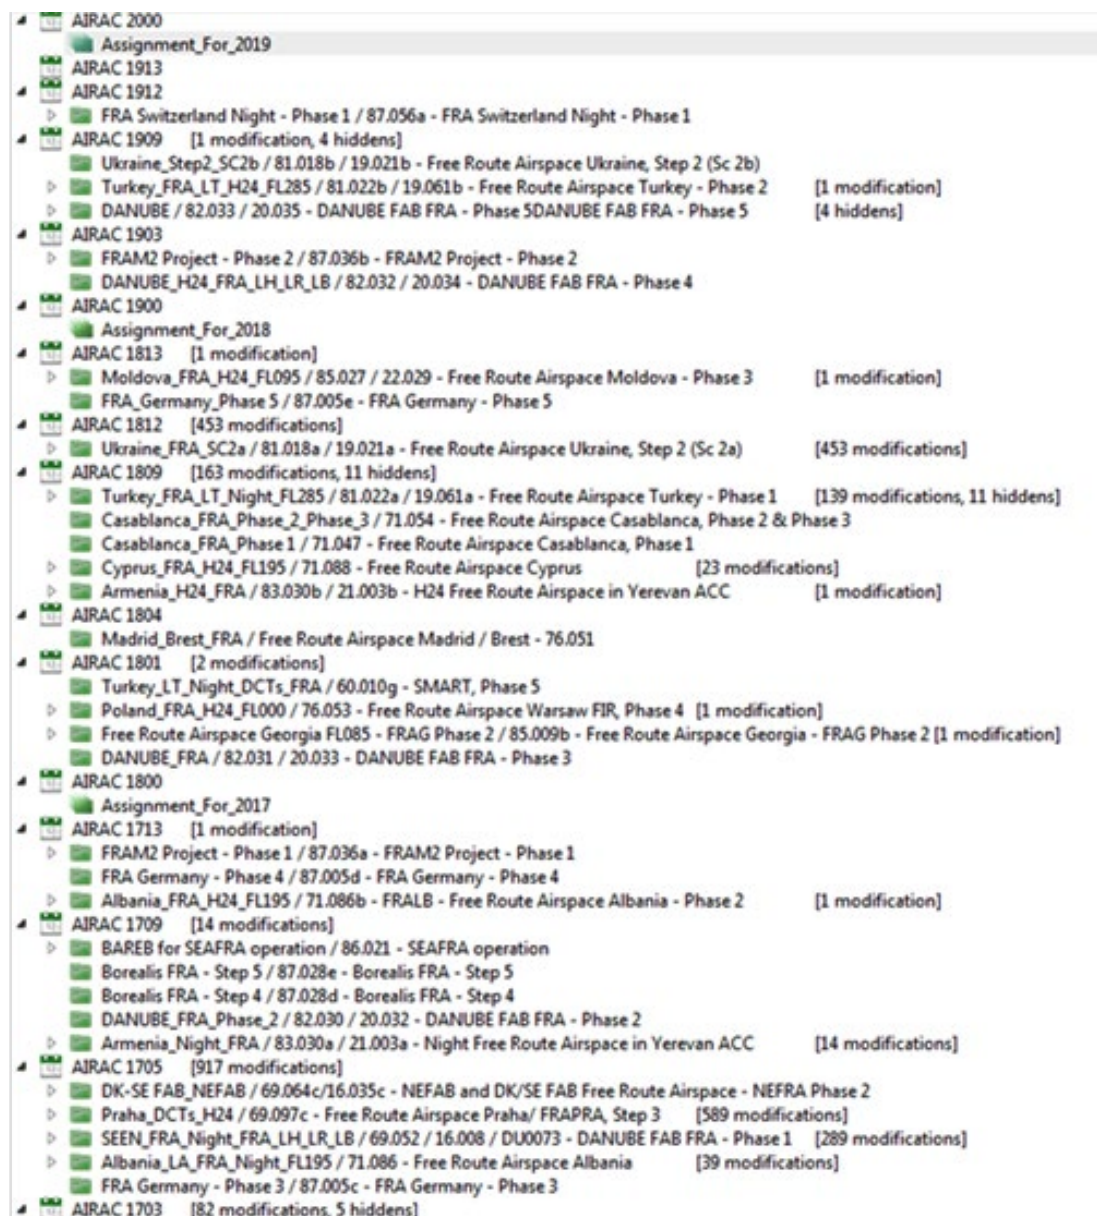 AIRAC 2000
Assignment_For_2019
AIRAC 1913
AIRAC 1912
FRA Switzerland Night - Phase 1 / 87.056a - FRA Switzerland Night - Phase 1
AIRAC 1909 [1 modification, 4 hiddens]
Ukraine_Step2_SC2b / 81.018b / 19.021b - Free Route Airspace Ukraine, Step 2 (Sc 2b)
Turkey_FRA_LT_H24_FL285 / 81.022b / 19.061b - Free Route Airspace Turkey - Phase 2 [1 modification]
DANUBE / 82.033 / 20.035 - DANUBE FAB FRA - Phase 5DANUBE FAB FRA - Phase 5 [4 hiddens]
AIRAC 1903
FRAM2 Project - Phase 2 / 87.036b - FRAM2 Project - Phase 2
DANUBE_H24_FRA_LH_LR_LB / 82.032 / 20.034 - DANUBE FAB FRA - Phase 4
AIRAC 1900
Assignment_For_2018
AIRAC 1813 [1 modification]
Moldova_FRA_H24_FL095 / 85.027 / 22.029 - Free Route Airspace Moldova - Phase 3 [1 modification]
FRA_Germany_Phase 5 / 87.005e - FRA Germany - Phase 5
AIRAC 1812 [453 modifications]
Ukraine_FRA_SC2a / 81.018a / 19.021a - Free Route Airspace Ukraine, Step 2 (Sc 2a) [453 modifications]
AIRAC 1809 [163 modifications, 11 hiddens]
Turkey_FRA_LT_Night_FL285 / 81.022a / 19.061a - Free Route Airspace Turkey - Phase 1 [139 modifications, 11 hiddens]
Casablanca_FRA_Phase_2_Phase_3 / 71.054 - Free Route Airspace Casablanca, Phase 2 & Phase 3
Casablanca_FRA_Phase 1 / 71.047 - Free Route Airspace Casablanca, Phase 1
Cyprus_FRA_H24_FL195 / 71.088 - Free Route Airspace Cyprus [23 modifications]
Armenia_H24_FRA / 83.030b / 21.003b - H24 Free Route Airspace in Yerevan ACC [1 modification]
AIRAC 1804
Madrid_Brest_FRA / Free Route Airspace Madrid / Brest - 76.051
AIRAC 1801 [2 modifications]
Turkey_LT_Night_DCTs_FRA / 60.010g - SMART, Phase 5
Poland_FRA_H24_FL000 / 76.053 - Free Route Airspace Warsaw FIR, Phase 4 [1 modification]
Free Route Airspace Georgia FL085 - FRAG Phase 2 / 85.009b - Free Route Airspace Georgia - FRAG Phase 2 [1 modification]
DANUBE_FRA / 82.031 / 20.033 - DANUBE FAB FRA - Phase 3
AIRAC 1800
Assignment_For_2017
AIRAC 1713 [1 modification]
FRAM2 Project - Phase 1 / 87.036a - FRAM2 Project - Phase 1
FRA Germany - Phase 4 / 87.005d - FRA Germany - Phase 4
Albania_FRA_H24_FL195 / 71.086b - FRALB - Free Route Airspace Albania - Phase 2 [1 modification]
AIRAC 1709 [14 modifications]
BAREB for SEAFRA operation / 86.021 - SEAFRA operation
Borealis FRA - Step 5 / 87.028e - Borealis FRA - Step 5
Borealis FRA - Step 4 / 87.028d - Borealis FRA - Step 4
DANUBE_FRA_Phase_2 / 82.030 / 20.032 - DANUBE FAB FRA - Phase 2
Armenia_Night_FRA / 83.030a / 21.003a - Night Free Route Airspace in Yerevan ACC [14 modifications]
AIRAC 1705 [917 modifications]
DK-SE FAB_NEFAB / 69.064c/16.035c - NEFAB and DK/SE FAB Free Route Airspace - NEFRA Phase 2
Praha_DCTs_H24 / 69.097c - Free Route Airspace Praha/ FRAPRA, Step 3 [589 modifications]
SEEN_FRA_Night_FRA_LH_LR_LB / 69.052 / 16.008 / DU0073 - DANUBE FAB FRA - Phase 1 [289 modifications]
Albania_LA_FRA_Night_FL195 / 71.086 - Free Route Airspace Albania [39 modifications]
FRA Germany - Phase 3 / 87.005c - FRA Germany - Phase 3
AIRAC 1703 [82 modifications, 5 hiddens]